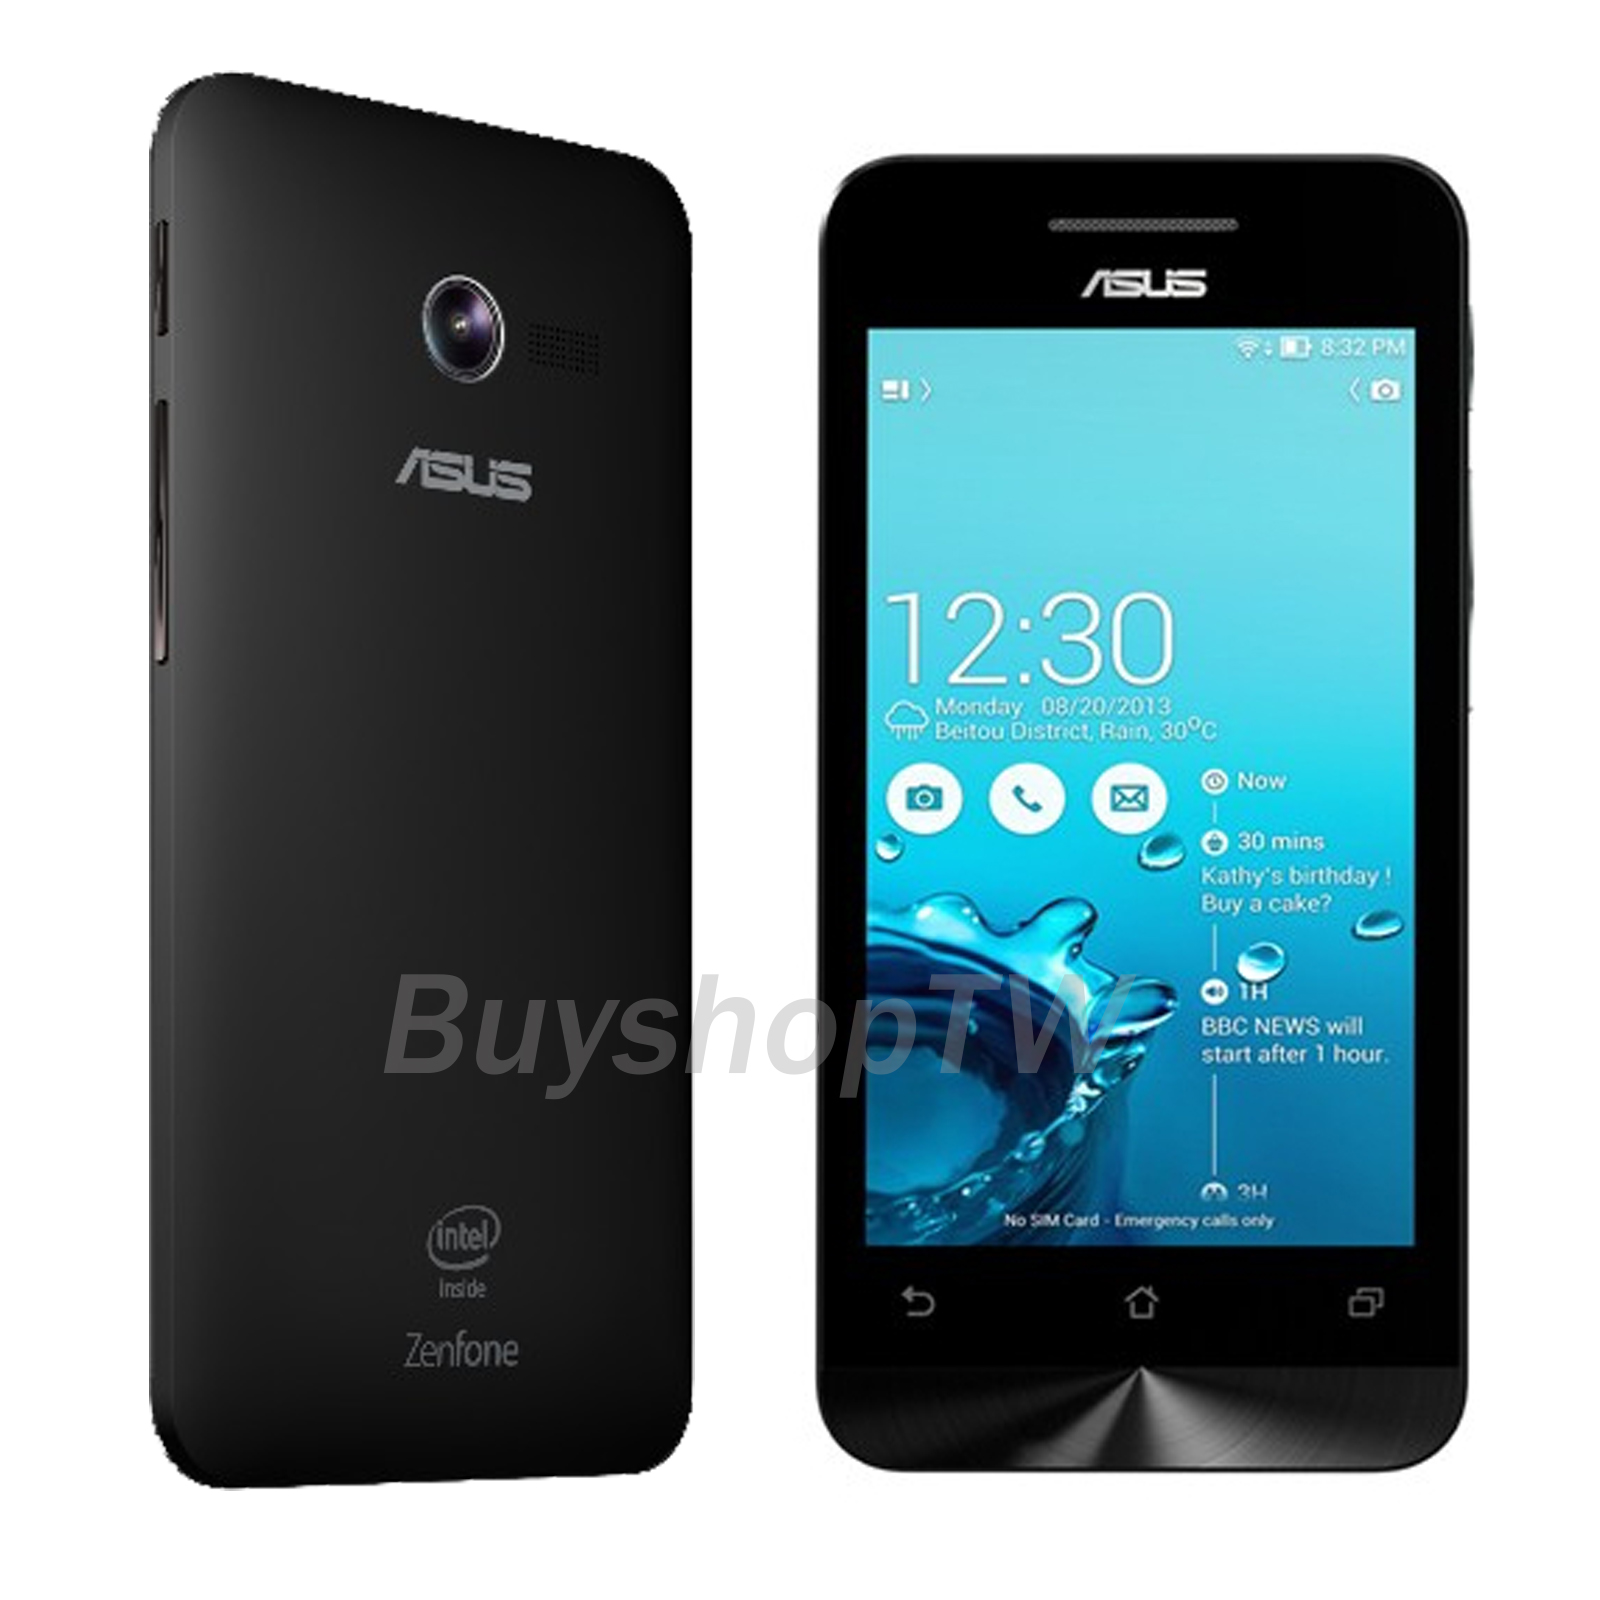 ASUS
intel
inside
Zenfone
ASUS
8:32 PM
12:30
Monday 08/20/2013
Beitou District, Rain, 30°C
Now
30 mins
Kathy's birthday !
Buy a cake?
1H
BBC NEWS will
start after 1 hour.
3H
No SIM Card - Emergency calls only
BuyshopTW